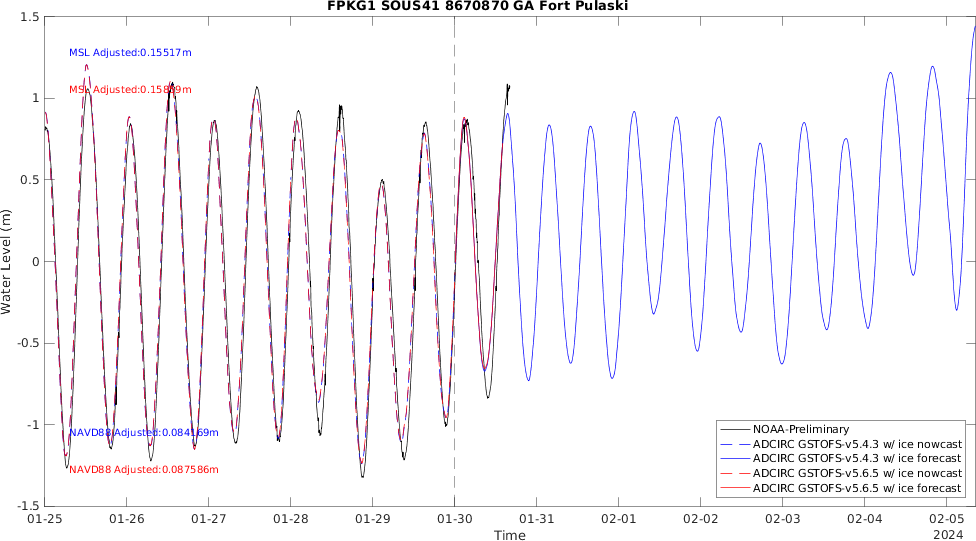 FPKG1 SOUS41 8670870 GA Fort Pulaski
1.5
MSL Adjusted:0.15517m
MSL
1
0.5
0
-0.5
-1
-1.5
Water Level (m)
NAVD88 Adjusted:0.084169m
NAVD88 Adjusted:0.087586m
NOAA-Preliminary
ADCIRC GSTOFS-v5.4.3 w/ ice nowcast
ADCIRC GSTOFS-v5.4.3 w/ ice forecast
ADCIRC GSTOFS-v5.6.5 w/ ice nowcast
ADCIRC GSTOFS-v5.6.5 w/ ice forecast
01-25 01-26 01-27 01-28 01-29 01-30 01-31 02-01 02-02 02-03 02-04 02-05
Time
2024